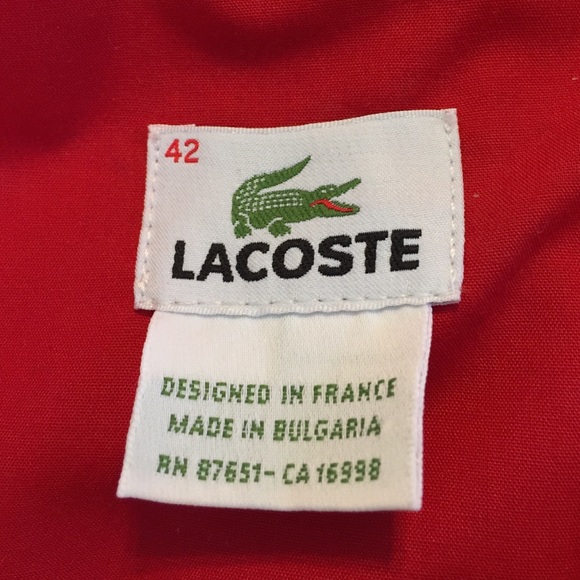 42
LACOSTE
DESIGNED IN FRANCE
MADE IN BULGARIA
RN 87651-CA 16998